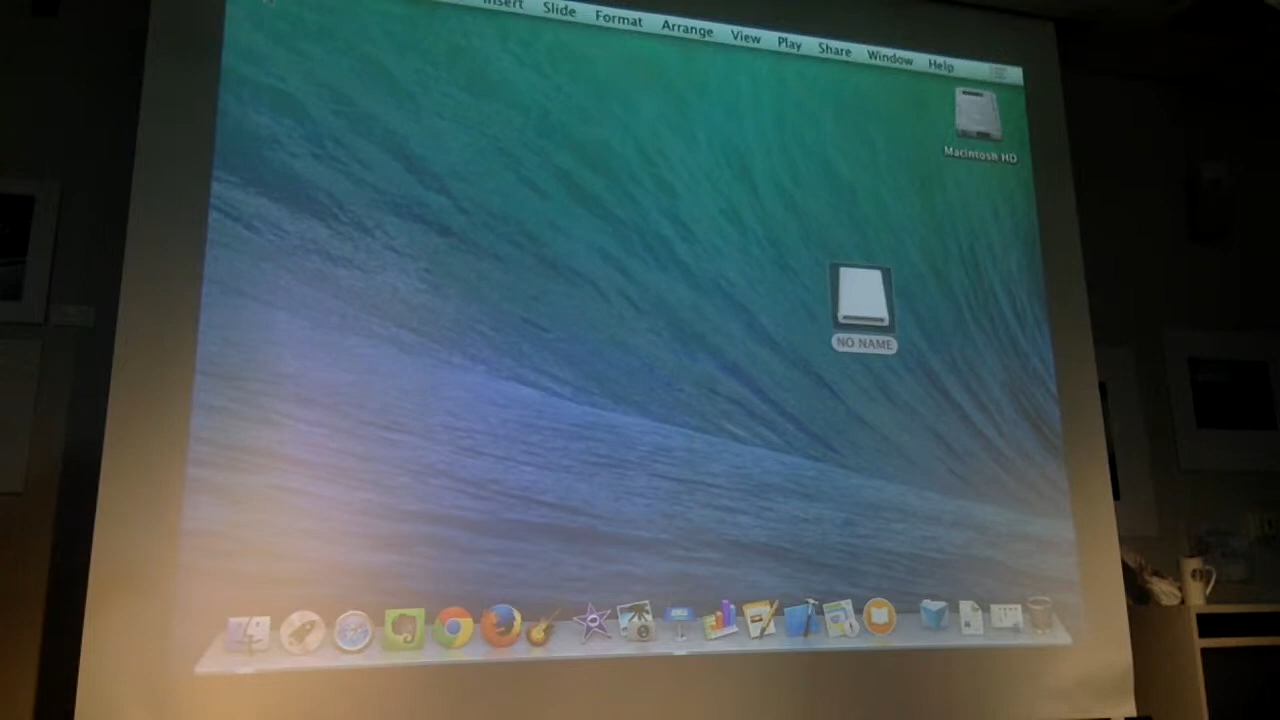 Insert Slide Format Arrange View Play Share Window Help
Macintosh HD
NO NAME